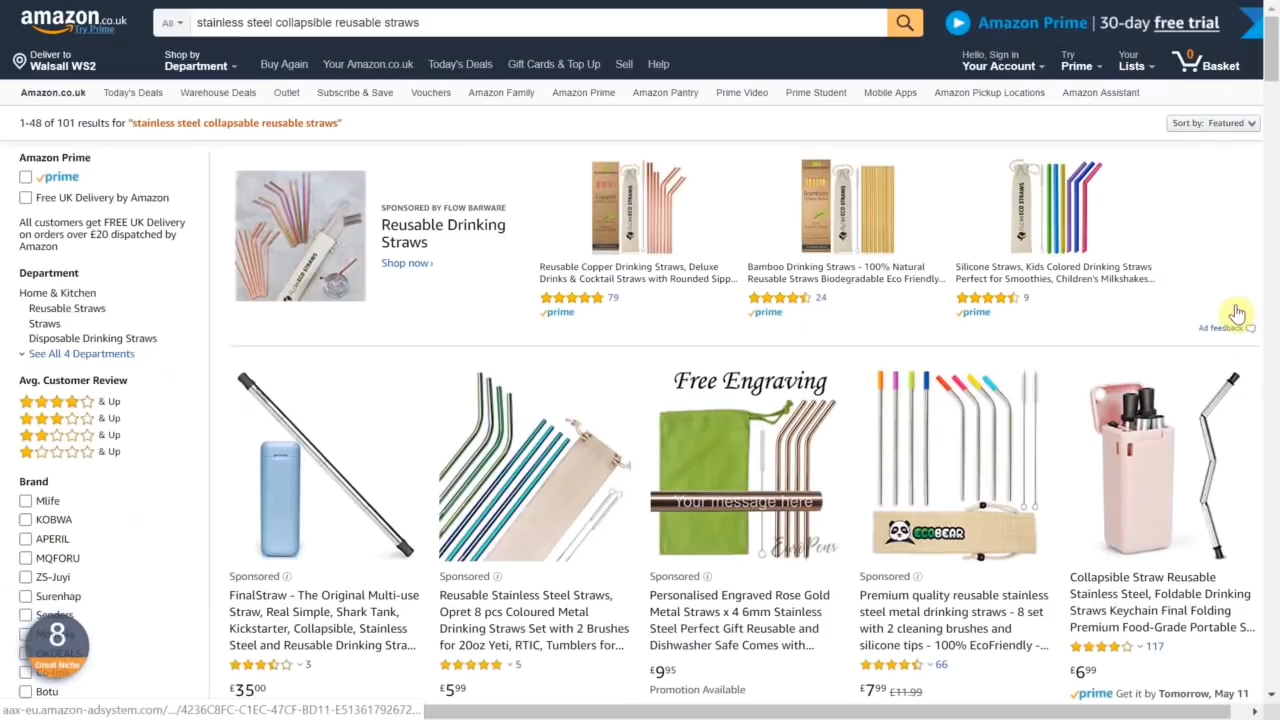 amazon.co.uk
Try Prime
All
stainless steel collapsible reusable straws
Amazon Prime | 30-day free trial
Deliver to
Walsall WS2
Shop by
Department
Buy Again
Your Amazon.co.uk
Today's Deals
Gift Cards & Top Up
Sell
Help
Hello, Sign in
Your Account
Try
Prime
Your
Lists
0
Basket
Amazon.co.uk
Today's Deals
Warehouse Deals
Outlet
Subscribe & Save
Vouchers
Amazon Family
Amazon Prime
Amazon Pantry
Prime Video
Prime Student
Mobile Apps
Amazon Pickup Locations
Amazon Assistant
1-48 of 101 results for "stainless steel collapsable reusable straws"
Sort by: Featured
Amazon Prime
prime
Free UK Delivery by Amazon
All customers get FREE UK Delivery
on orders over £20 dispatched by
Amazon
Department
Home & Kitchen
Reusable Straws
Straws
Disposable Drinking Straws
See All 4 Departments
Avg. Customer Review
& Up
& Up
& Up
& Up
Brand
Mlife
KOBWA
APERIL
MQFORU
ZS-Juyi
Surenhap
Senders
Botu
8
Great Niche
SPONSORED BY FLOW BARWARE
Reusable Drinking
Straws
Shop now ›
Reusable Copper Drinking Straws, Deluxe
Drinks & Cocktail Straws with Rounded Sipp...
79
prime
Bamboo Drinking Straws - 100% Natural
Reusable Straws Biodegradable Eco Friendly...
24
prime
Silicone Straws, Kids Colored Drinking Straws
Perfect for Smoothies, Children's Milkshakes...
9
prime
Ad feedback
Sponsored
FinalStraw - The Original Multi-use
Straw, Real Simple, Shark Tank,
Kickstarter, Collapsible, Stainless
Steel and Reusable Drinking Stra...
3
£35 00
Sponsored
Reusable Stainless Steel Straws,
Opret 8 pcs Coloured Metal
Drinking Straws Set with 2 Brushes
for 20oz Yeti, RTIC, Tumblers for...
5
£5 99
Free Engraving
Your message here
EuroPens
Sponsored
Personalised Engraved Rose Gold
Metal Straws x 4 6mm Stainless
Steel Perfect Gift Reusable and
Dishwasher Safe Comes with...
£9 95
Promotion Available
ECOBEAR
Sponsored
Premium quality reusable stainless
steel metal drinking straws - 8 set
with 2 cleaning brushes and
silicone tips - 100% EcoFriendly -...
66
£7 99 £11.99
Collapsible Straw Reusable
Stainless Steel, Foldable Drinking
Straws Keychain Final Folding
Premium Food-Grade Portable S...
117
£6 99
prime Get it by Tomorrow, May 11
aax-eu.amazon-adsystem.com/.../4236C8FC-C1EC-47CF-BD11-E51361792672...